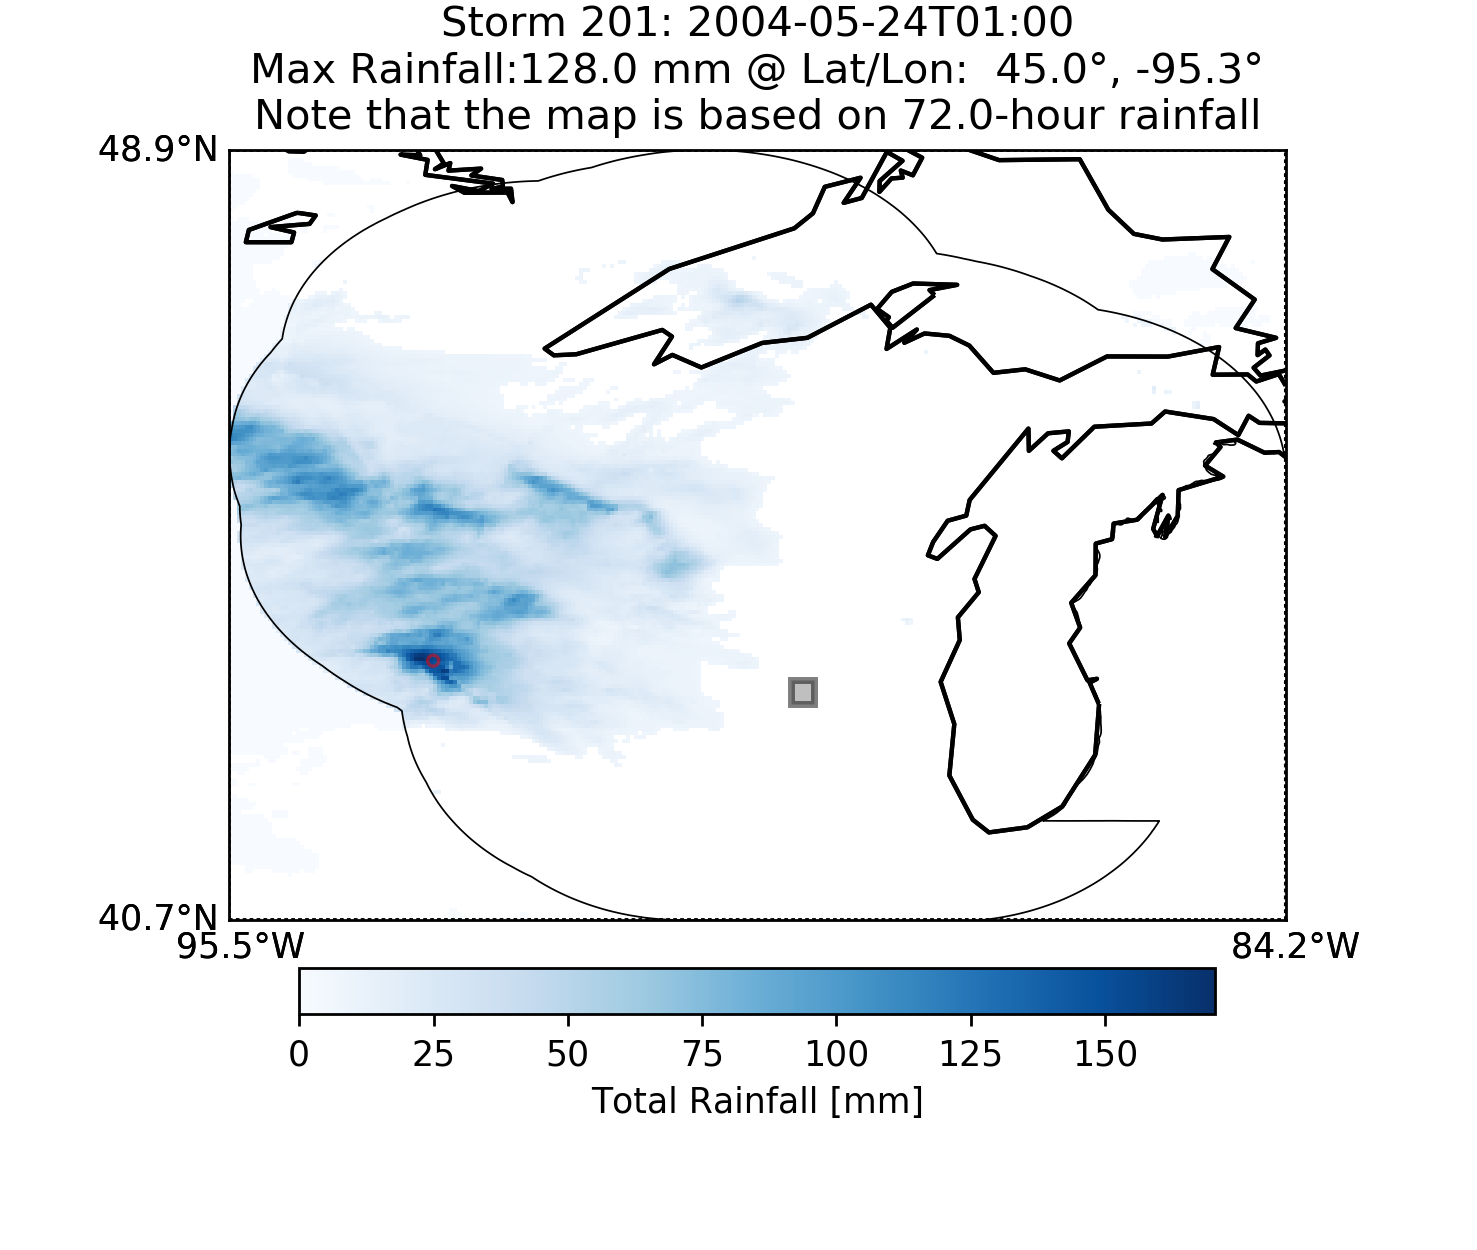 Storm 201: 2004-05-24T01:00
Max Rainfall:128.0 mm @ Lat/Lon:  45.0°, -95.3°
Note that the map is based on 72.0-hour rainfall
48.9°N
40.7°N
95.5°W
84.2°W
0 25 50 75 100 125 150
Total Rainfall [mm]